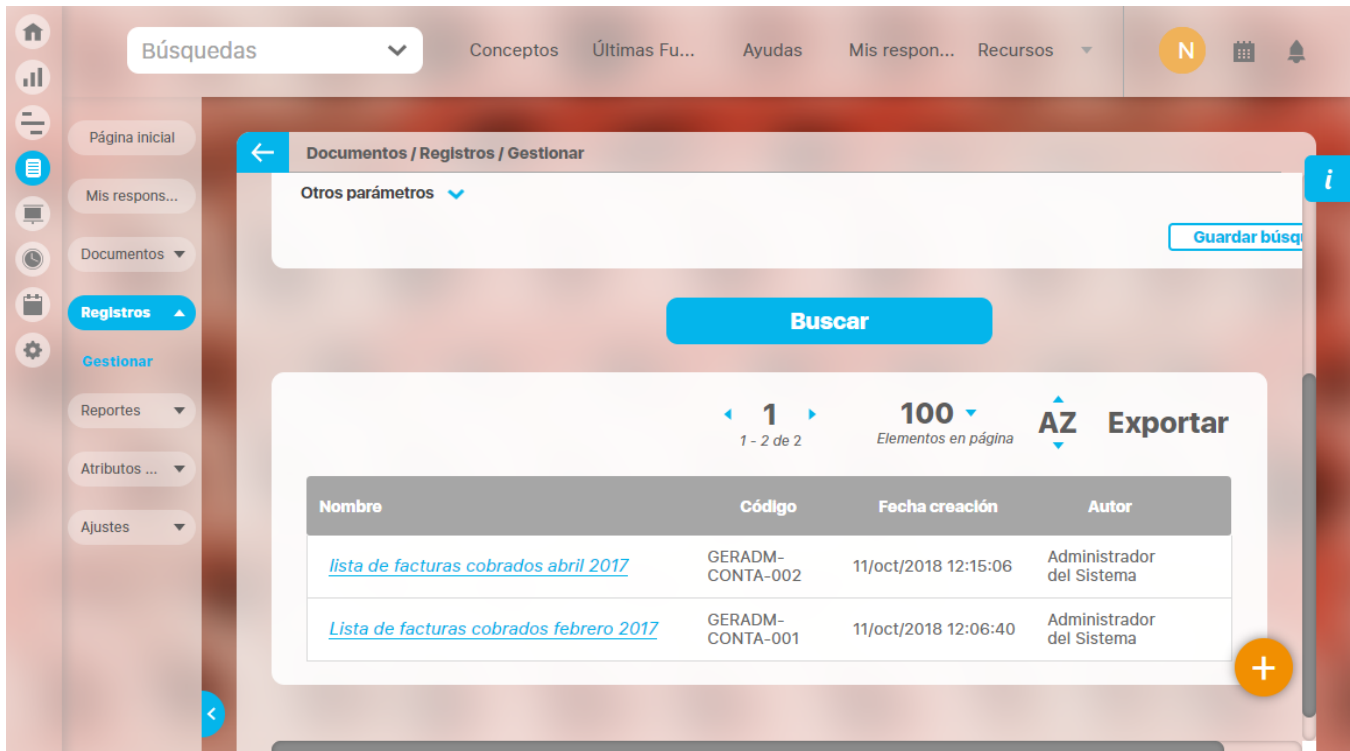 Búsquedas
Conceptos Últimas Fu... Ayudas Mis respon... Recursos N
Página inicial
Mis respons...
Documentos
Registros
Gestionar
Reportes
Atributos ...
Ajustes
Documentos / Registros / Gestionar
i
Otros parámetros
Guardar búsqu
Buscar
1 100 AZ Exportar
1 - 2 de 2 Elementos en página
Nombre Código Fecha creación Autor
lista de facturas cobrados abril 2017 GERADM-CONTA-002 11/oct/2018 12:15:06 Administrador del Sistema
Lista de facturas cobrados febrero 2017 GERADM-CONTA-001 11/oct/2018 12:06:40 Administrador del Sistema
+